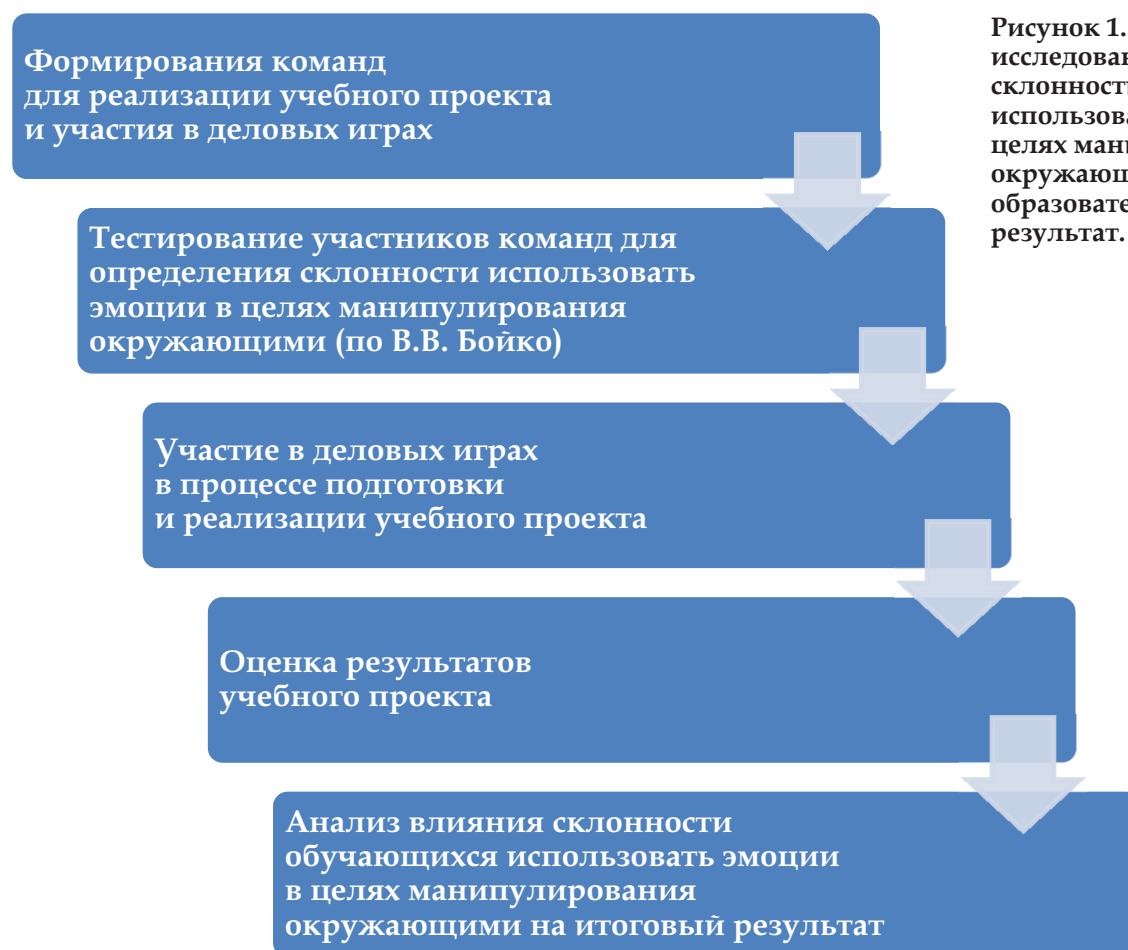 Формирования команд
для реализации учебного проекта
и участия в деловых играх
Тестирование участников команд для
определения склонности использовать
эмоции в целях манипулирования
окружающими (по В.В. Бойко)
Участие в деловых играх
в процессе подготовки
и реализации учебного проекта
Оценка результатов
учебного проекта
Анализ влияния склонности
обучающихся использовать эмоции
в целях манипулирования
окружающими на итоговый результат
Рисунок 1.
склонность
целях
результат.